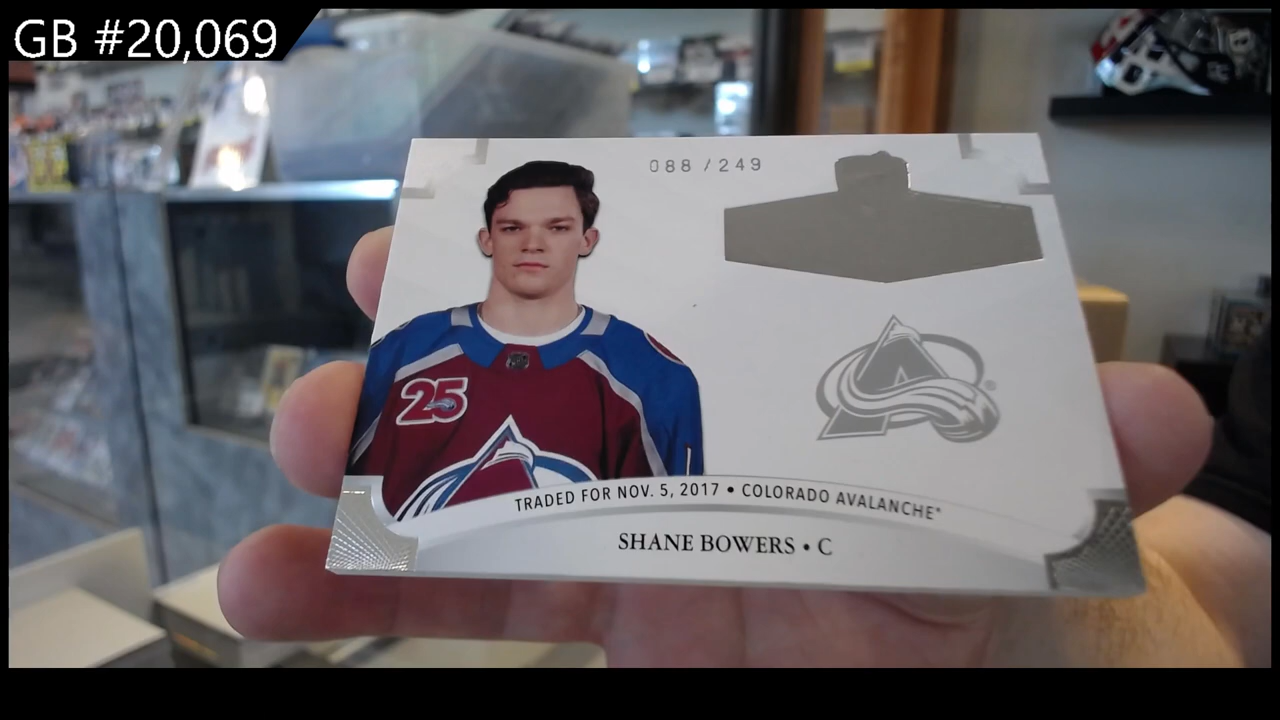 GB #20,069
088 / 249
25
TRADED FOR NOV. 5, 2017 • COLORADO AVALANCHE®
SHANE BOWERS • C